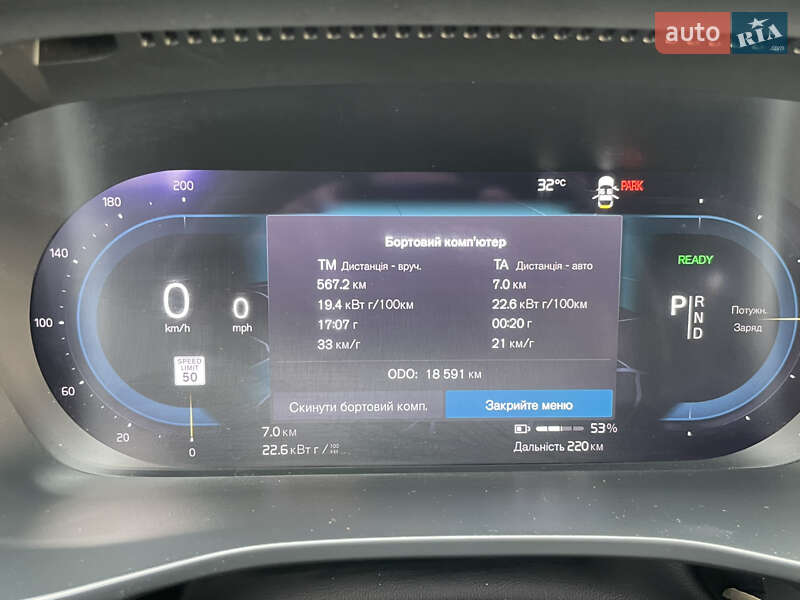 auto RIA.com
200
32°C PARK
180
Бортовий комп'ютер
140
TM Дистанція - вруч.
TA Дистанція - авто
READY
567.2 км
7.0 км
19.4 кВт г/100км
22.6 кВт г/100км
17:07 г
00:20 г
33 км/г
21 км/г
0
km/h
0
mph
P R N D
Потужн.
Заряд
100
SPEED LIMIT 50
ODO: 18 591 км
60
Скинути бортовий комп.
Закрийте меню
20
0
7.0 км
53 %
22.6 кВт г / 100 км
Дальність 220 км